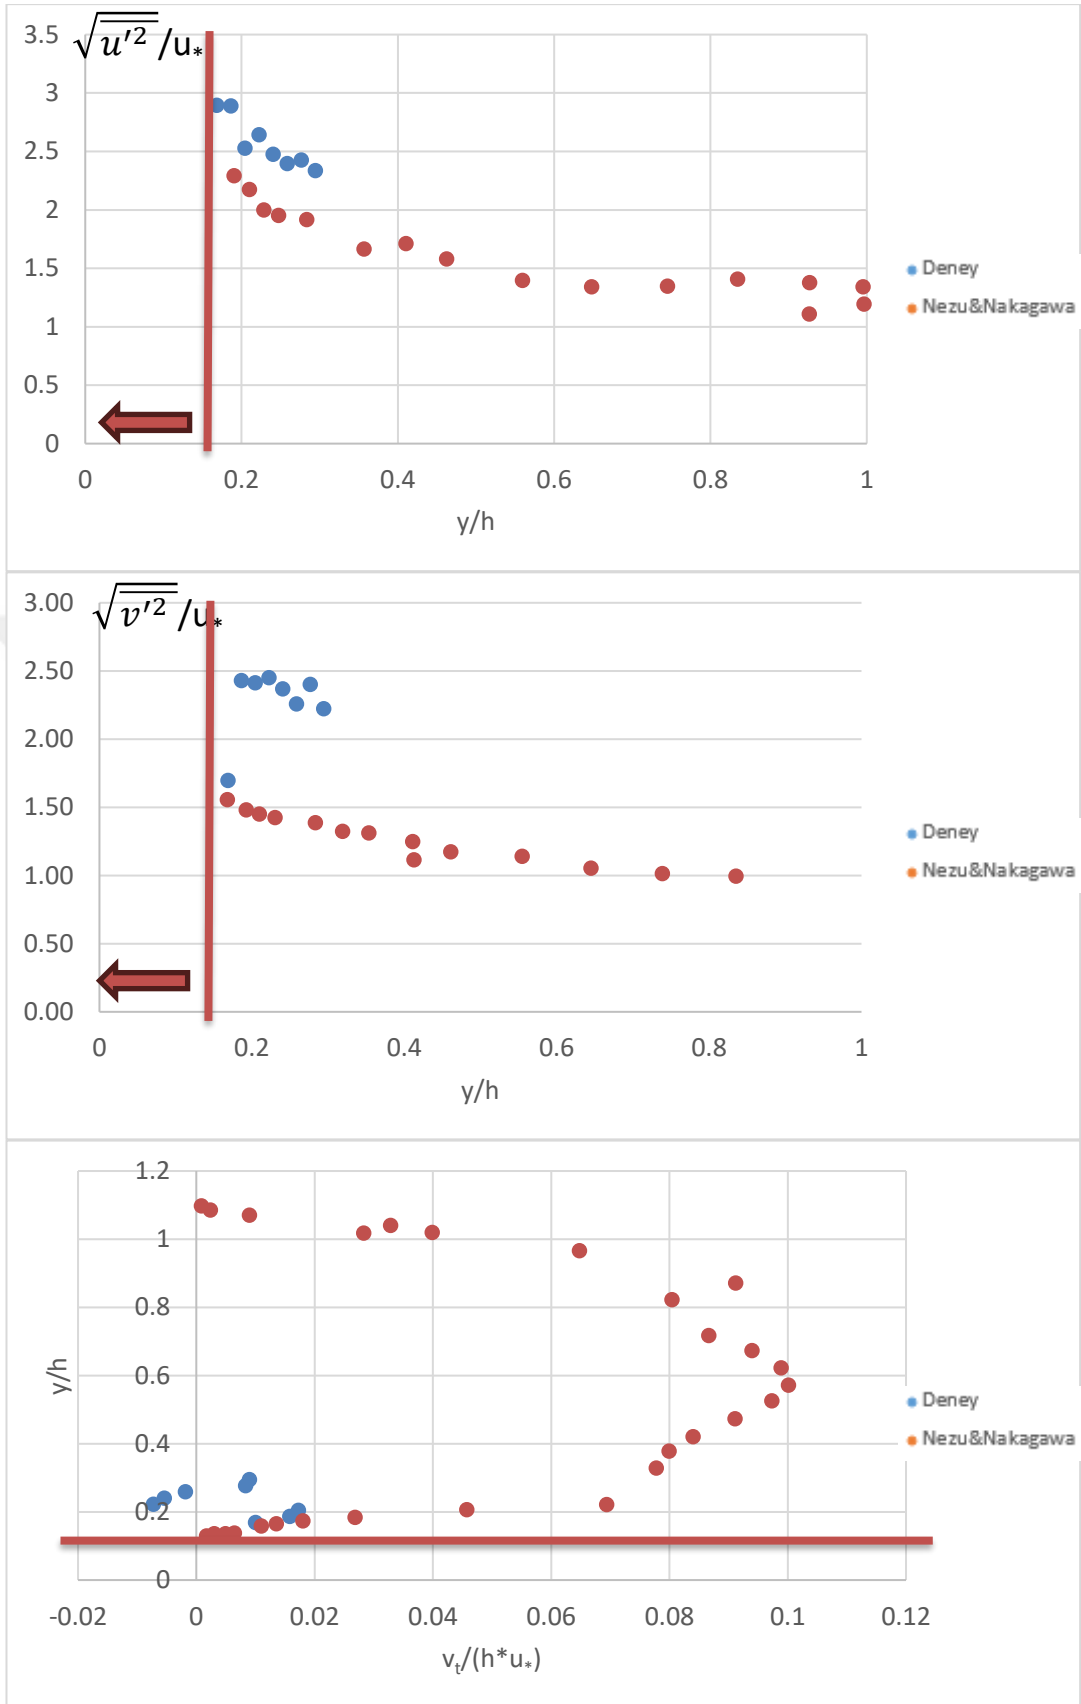 √u′²/u*
3.5
3
2.5
2
1.5
1
0.5
0
0 0.2 0.4 0.6 0.8 1
y/h
Deney
Nezu&Nakagawa
√v′²/u*
3.00
2.50
2.00
1.50
1.00
0.50
0.00
0 0.2 0.4 0.6 0.8 1
y/h
Deney
Nezu&Nakagawa
1.2
1
0.8
0.6
0.4
0.2
0
y/h
-0.02 0 0.02 0.04 0.06 0.08 0.1 0.12
vt/(h*u*)
Deney
Nezu&Nakagawa